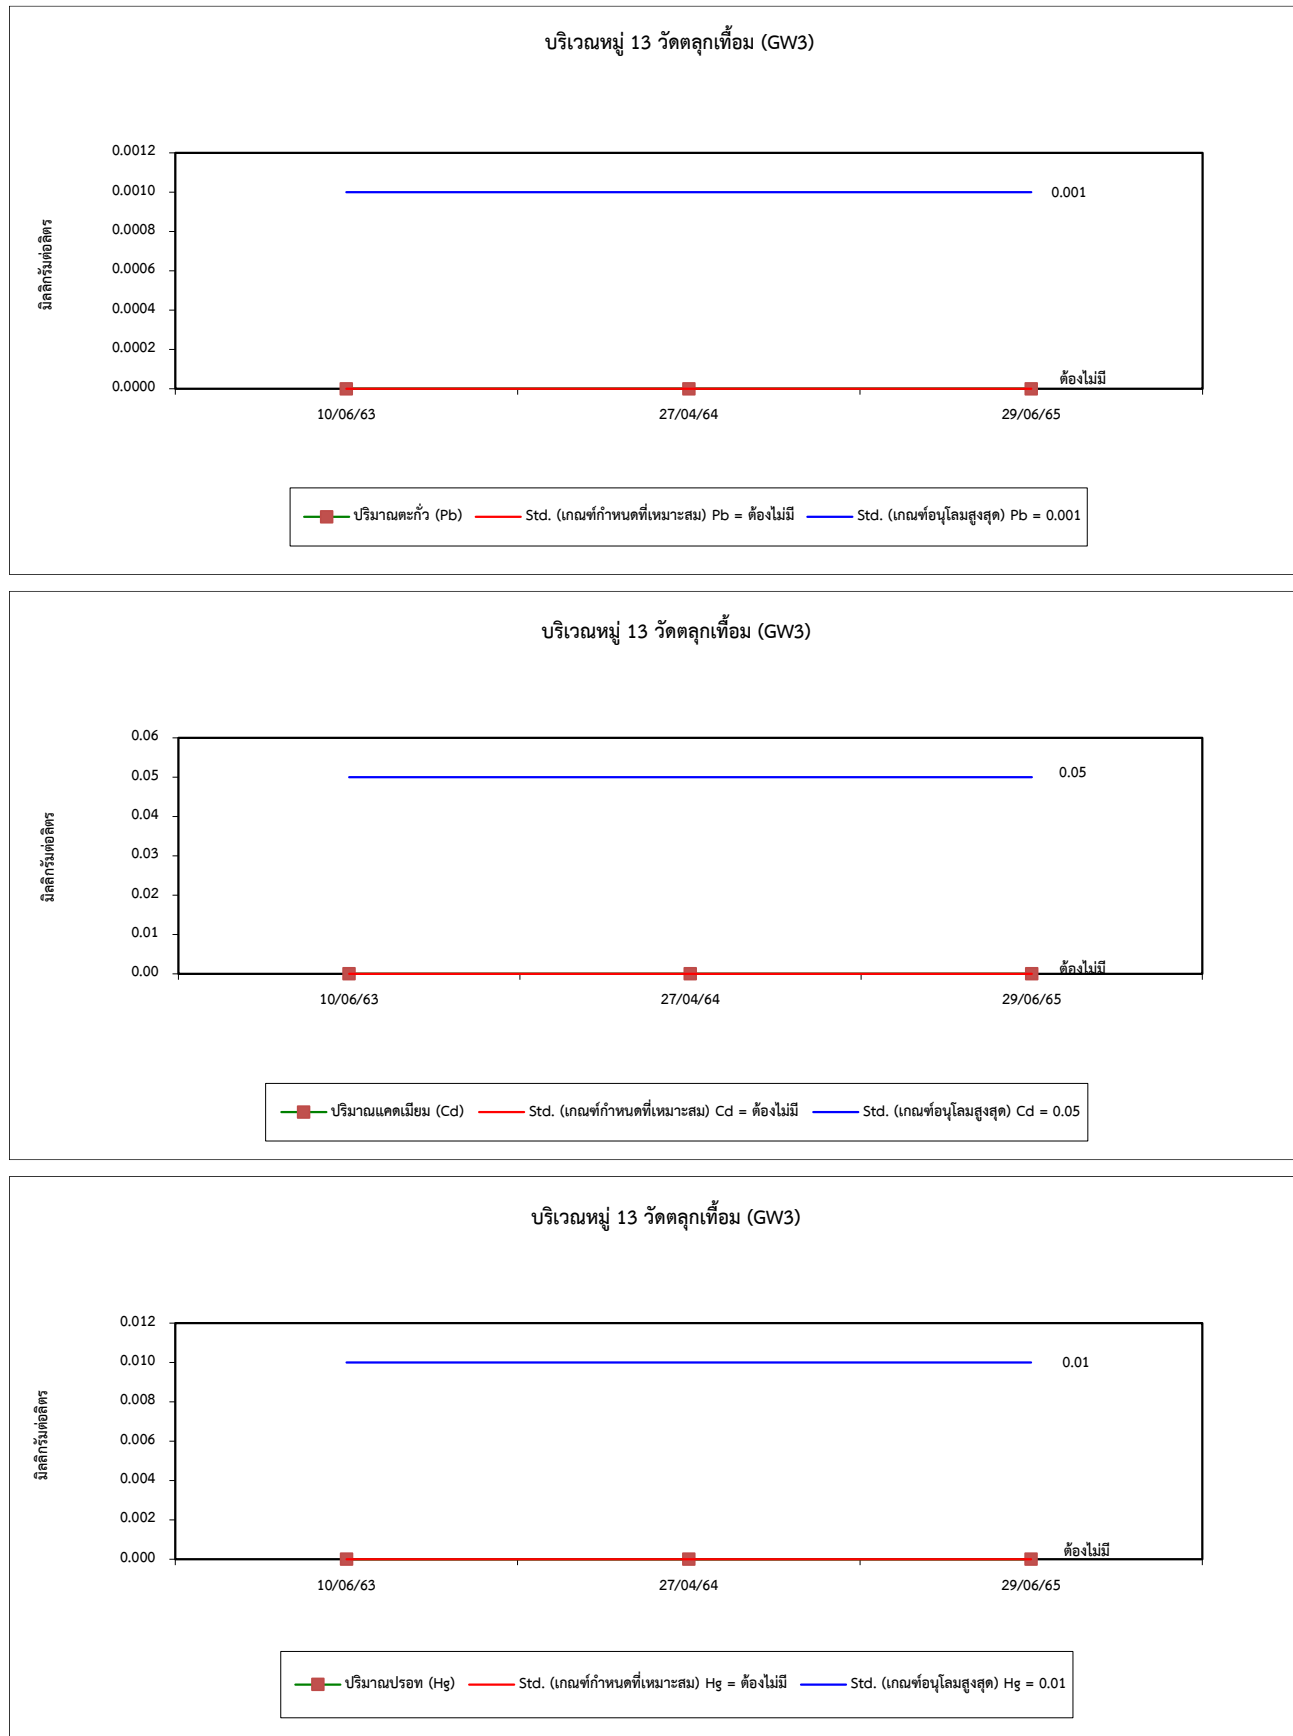 บริเวณหมู่ 13 วัดตลุกเทื้อม (GW3)
มิลลิกรัมต่อลิตร
0.0012
0.0010
0.0008
0.0006
0.0004
0.0002
0.0000
0.001
ต้องไม่มี
10/06/63 27/04/64 29/06/65
ปริมาณตะกั่ว (Pb) Std. (เกณฑ์กำหนดที่เหมาะสม) Pb = ต้องไม่มี Std. (เกณฑ์อนุโลมสูงสุด) Pb = 0.001
บริเวณหมู่ 13 วัดตลุกเทื้อม (GW3)
มิลลิกรัมต่อลิตร
0.06
0.05
0.04
0.03
0.02
0.01
0.00
0.05
ต้องไม่มี
10/06/63 27/04/64 29/06/65
ปริมาณแคดเมียม (Cd) Std. (เกณฑ์กำหนดที่เหมาะสม) Cd = ต้องไม่มี Std. (เกณฑ์อนุโลมสูงสุด) Cd = 0.05
บริเวณหมู่ 13 วัดตลุกเทื้อม (GW3)
มิลลิกรัมต่อลิตร
0.012
0.010
0.008
0.006
0.004
0.002
0.000
0.01
ต้องไม่มี
10/06/63 27/04/64 29/06/65
ปริมาณปรอท (Hg) Std. (เกณฑ์กำหนดที่เหมาะสม) Hg = ต้องไม่มี Std. (เกณฑ์อนุโลมสูงสุด) Hg = 0.01